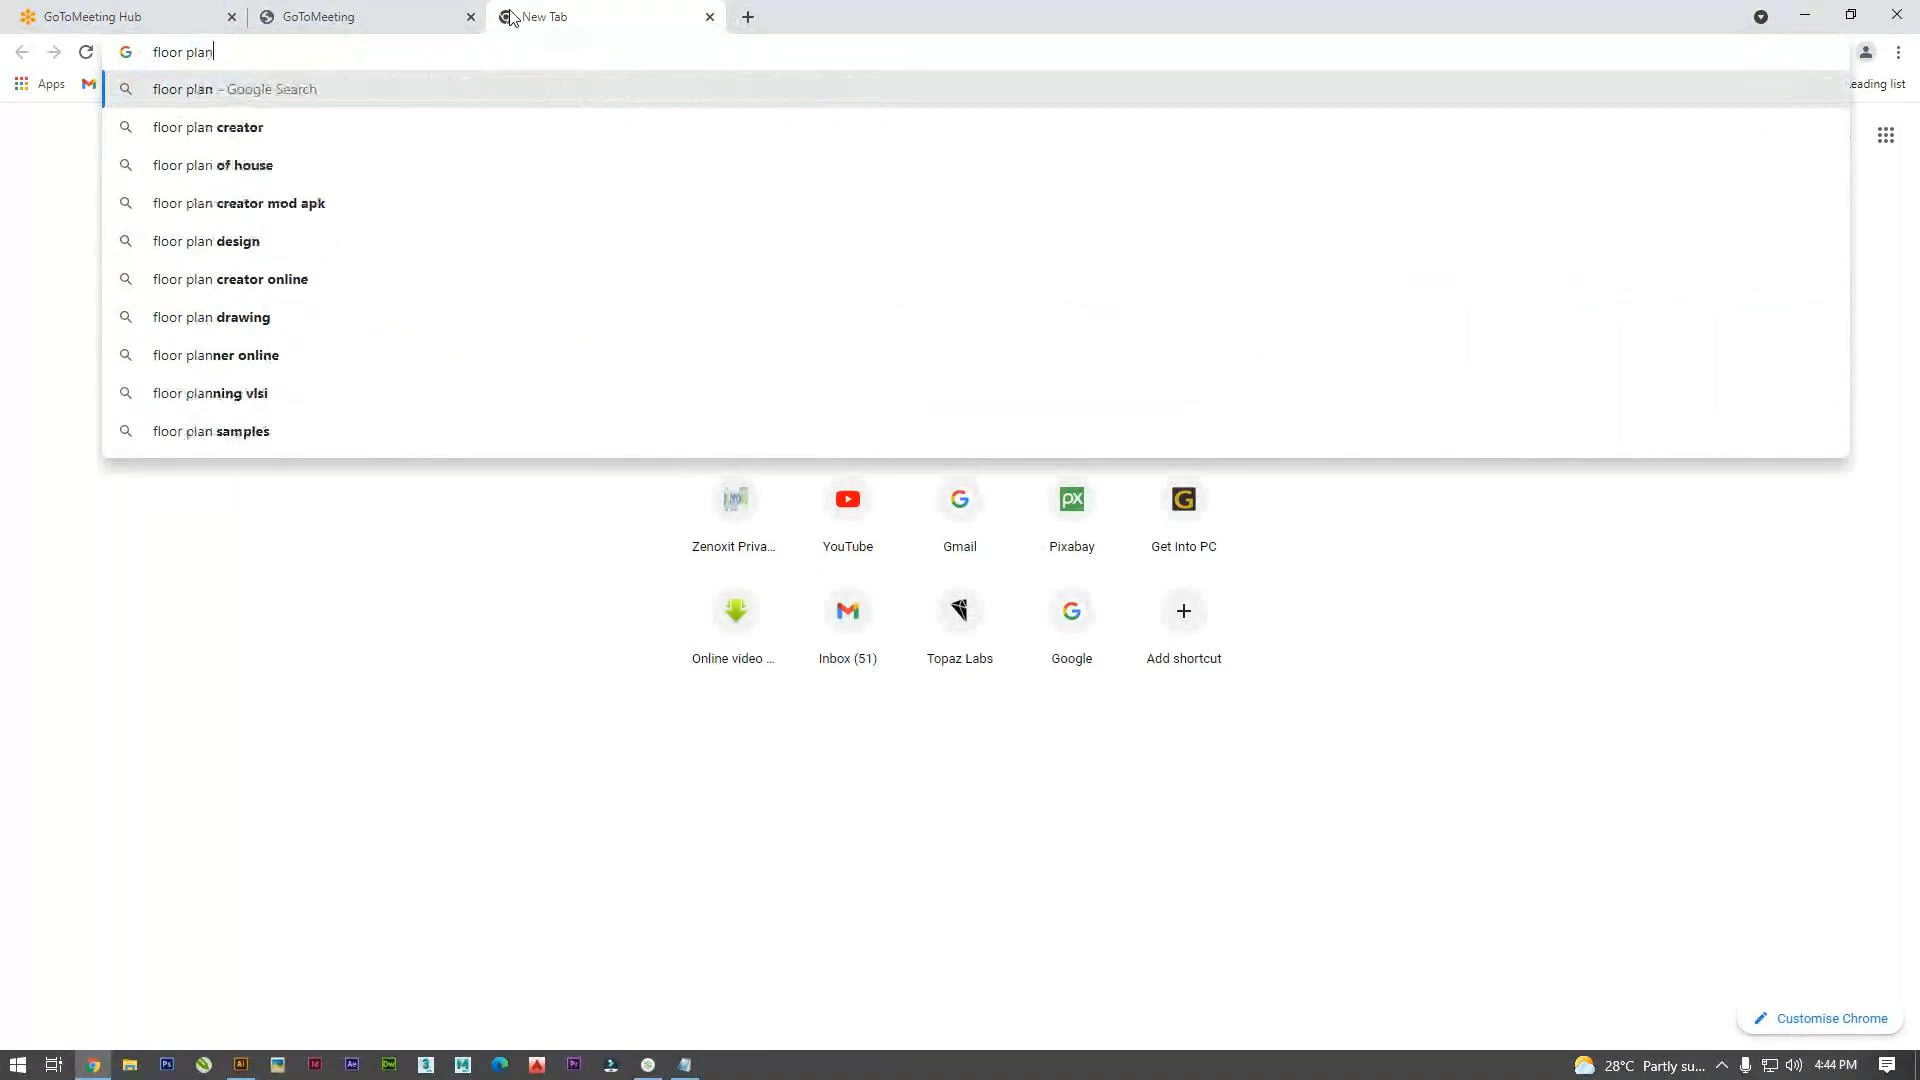 GoToMeeting Hub
GoToMeeting
New Tab
floor plan
Apps
eading list
floor plan - Google Search
floor plan creator
floor plan of house
floor plan creator mod apk
floor plan design
floor plan creator online
floor plan drawing
floor planner online
floor planning vlsi
floor plan samples
Zenoxit Priva...
YouTube
Gmail
Pixabay
Get Into PC
Online video ...
Inbox (51)
Topaz Labs
Google
Add shortcut
Customise Chrome
28°C Partly su...
4:44 PM